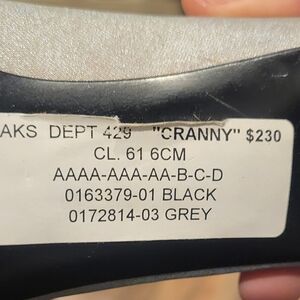 AKS DEPT 429 "CRANNY" $230
CL. 61 6CM
AAAA-AAA-AA-B-C-D
0163379-01 BLACK
0172814-03 GREY